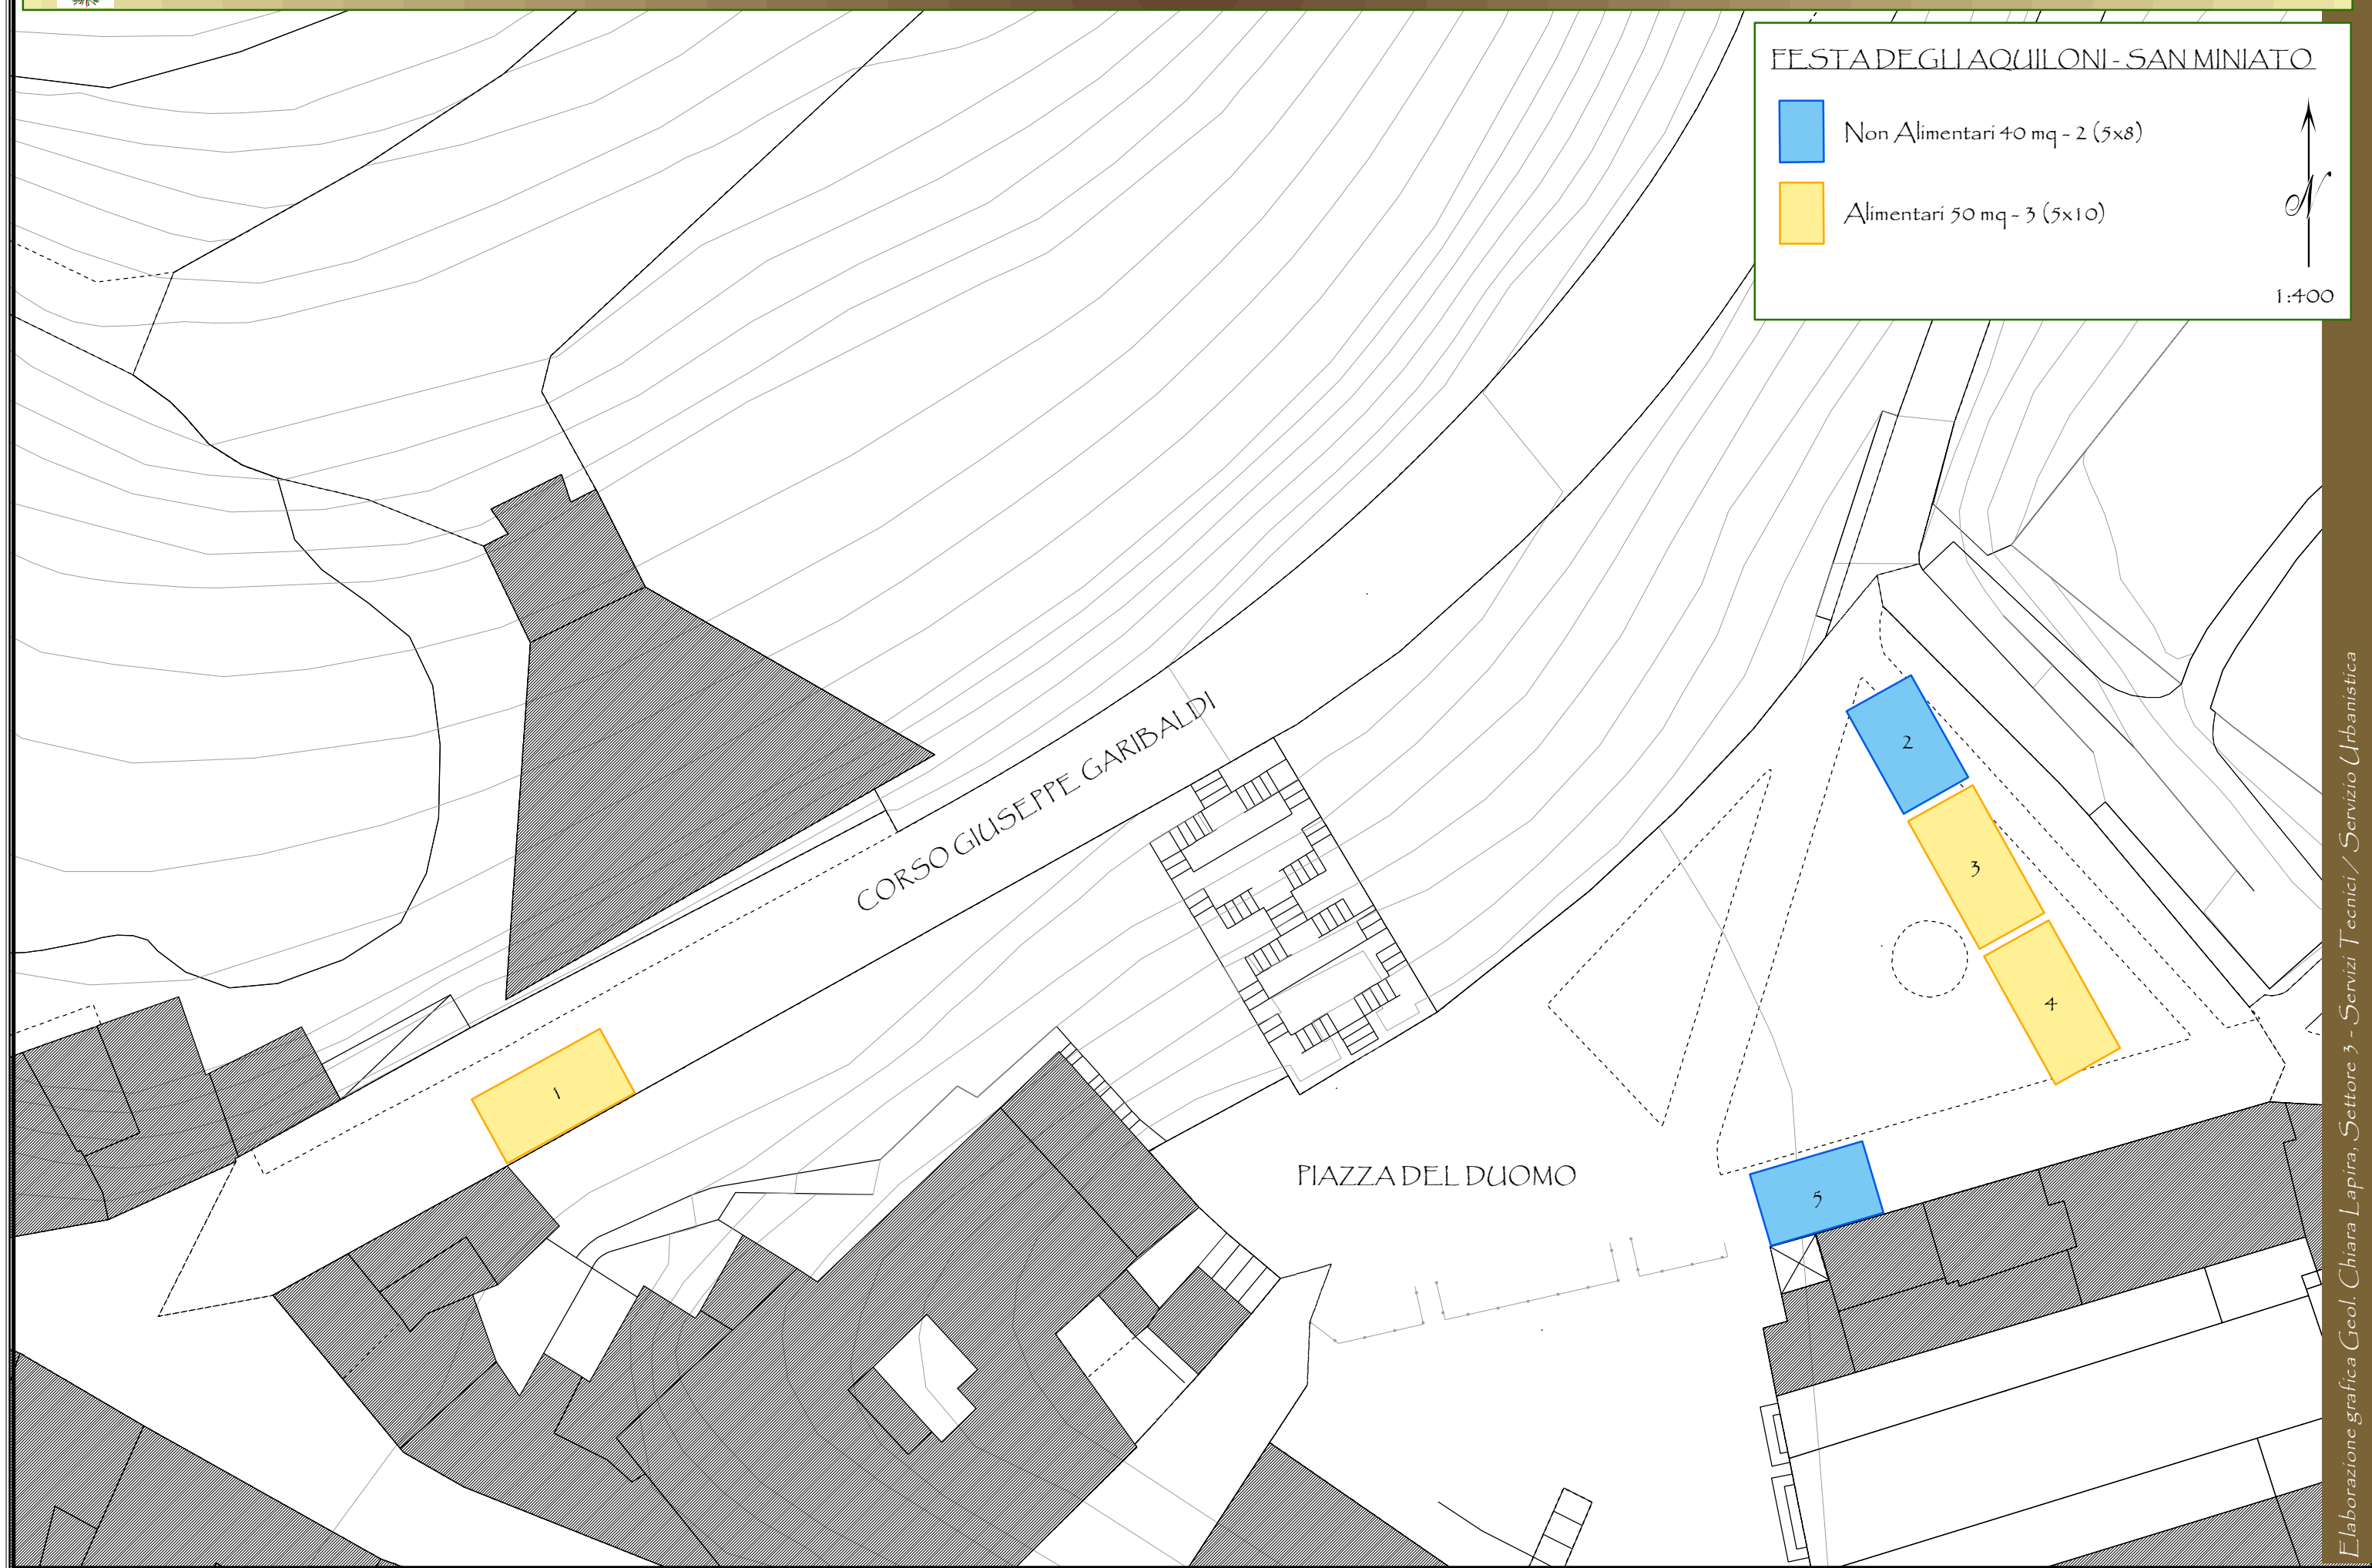 FESTA DEGLI AQUILONI - SAN MINIATO
Non Alimentari 40 mq - 2 (5x8)
Alimentari 50 mq - 3 (5x10)
N
1:400
CORSO GIUSEPPE GARIBALDI
2
3
4
1
PIAZZA DEL DUOMO
5
Elaborazione grafica Geol. Chiara Lapira, Settore 3 - Servizi Tecnici / Servizio Urbanistica